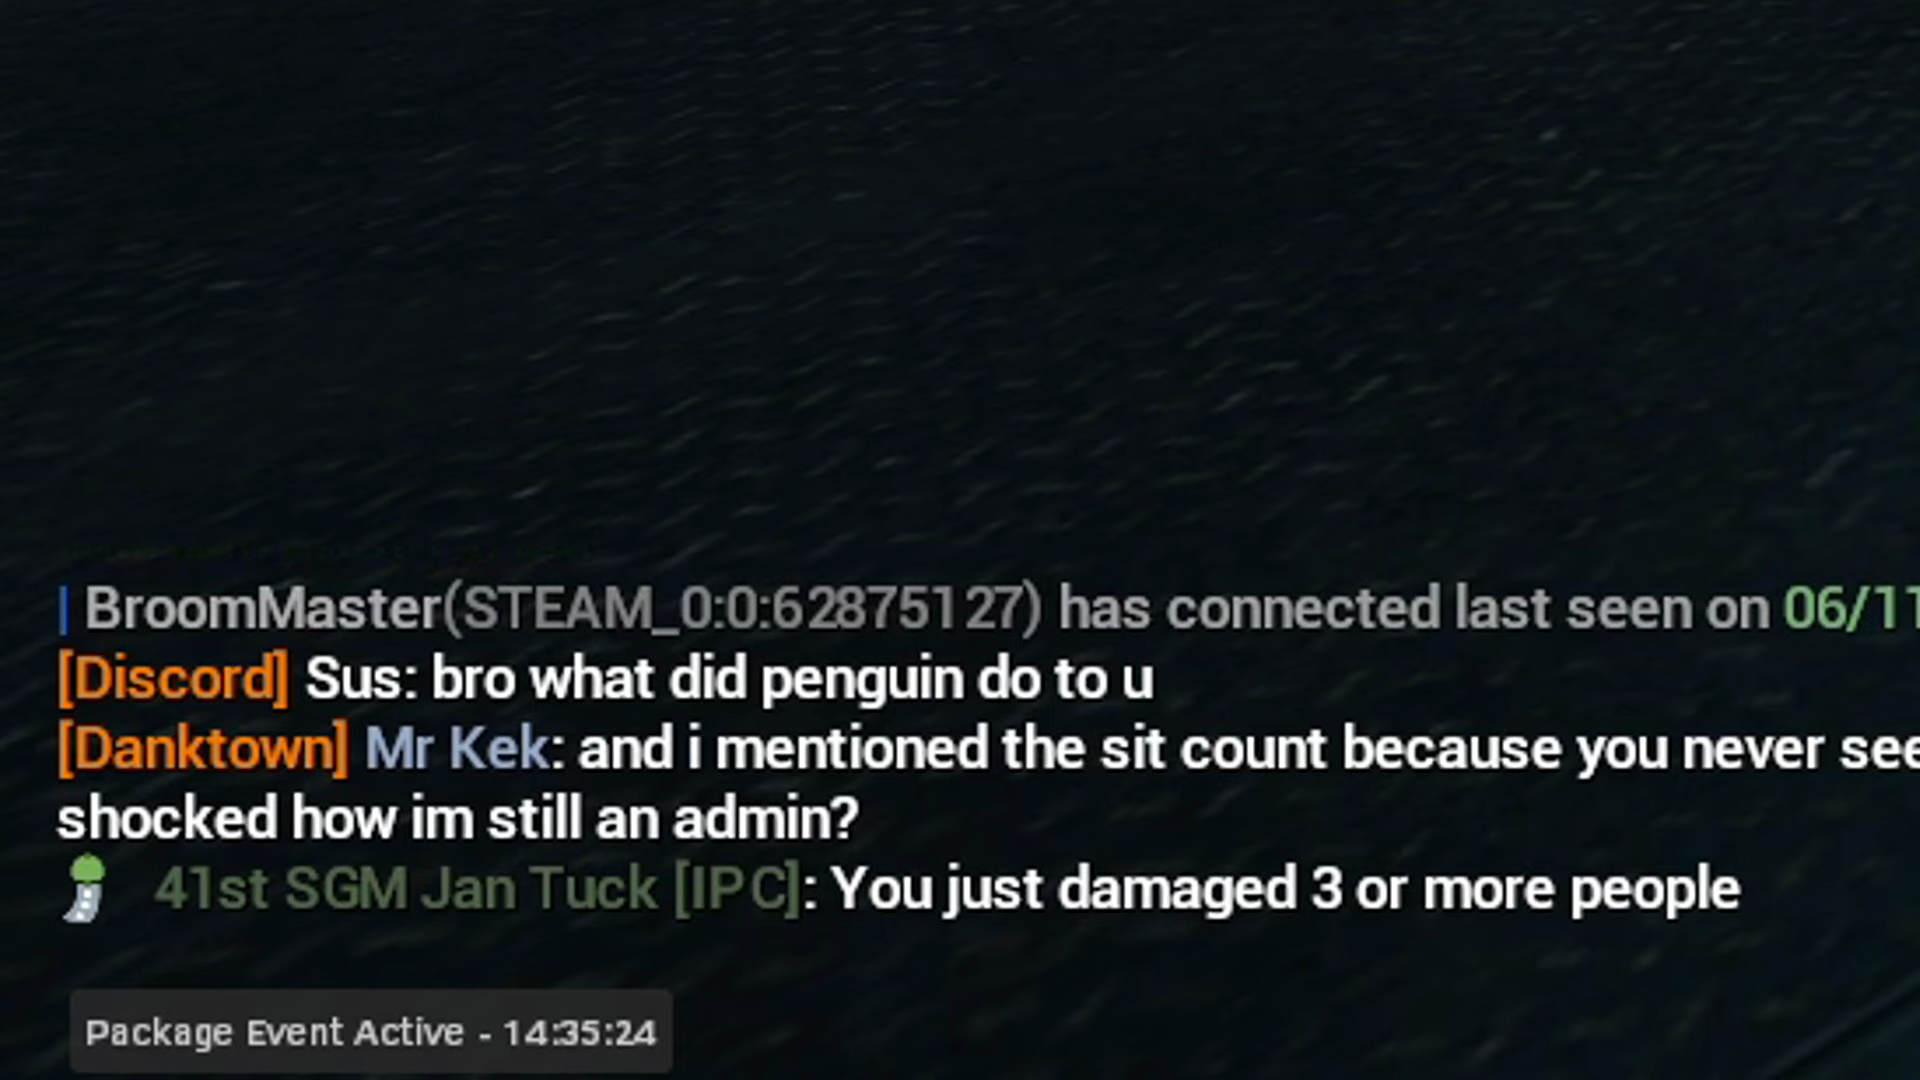 | BroomMaster(STEAM_0:0:62875127) has connected last seen on 06/11
[Discord] Sus: bro what did penguin do to u
[Danktown] Mr Kek: and i mentioned the sit count because you never see
shocked how im still an admin?
41st SGM Jan Tuck [IPC]: You just damaged 3 or more people
Package Event Active - 14:35:24